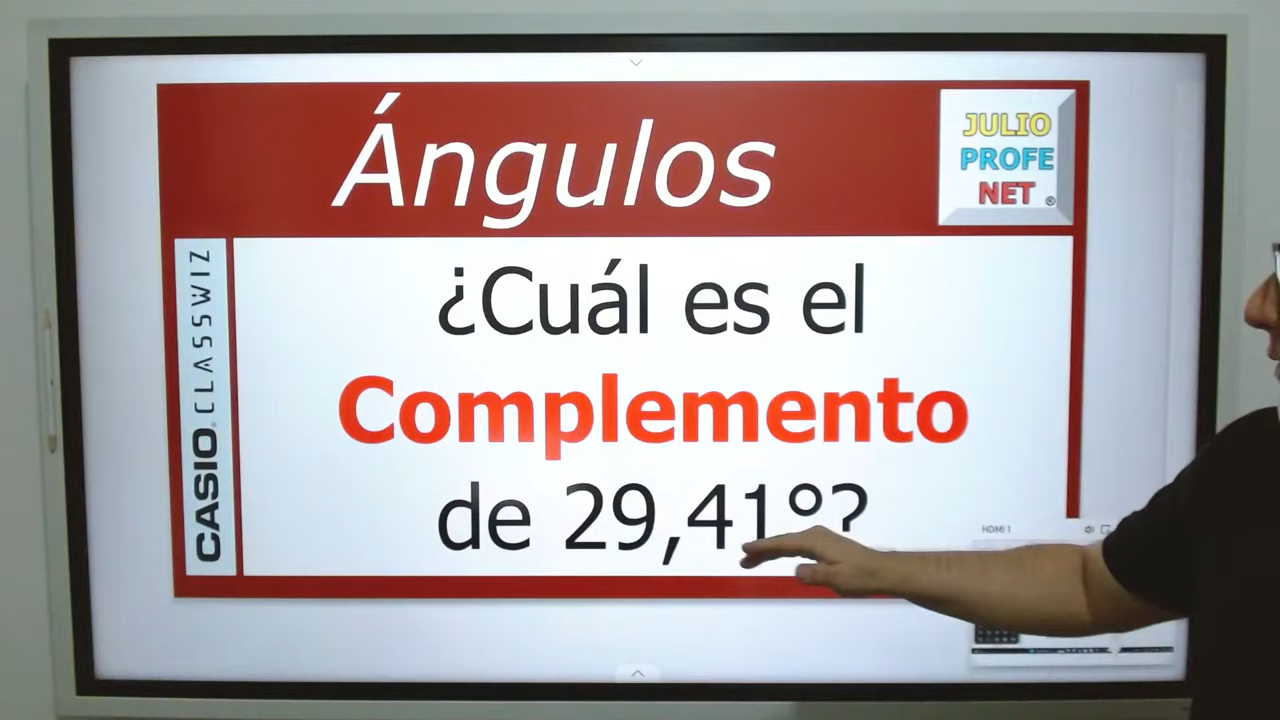 Ángulos
JULIO
PROFE
NET ®
CASIO. CLASSWIZ
¿Cuál es el
Complemento
de 29,41°?
HDMI 1